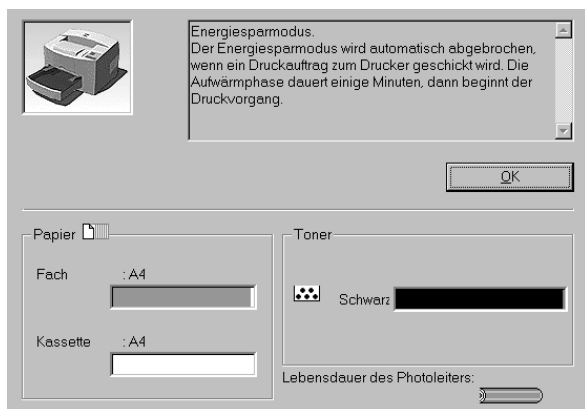 Energiesparmodus.
Der Energiesparmodus wird automatisch abgebrochen,
wenn ein Druckauftrag zum Drucker geschickt wird. Die
Aufwärmphase dauert einige Minuten, dann beginnt der
Druckvorgang.
OK
Papier
Toner
Fach : A4
Schwarz
Kassette : A4
Lebensdauer des Photoleiters: